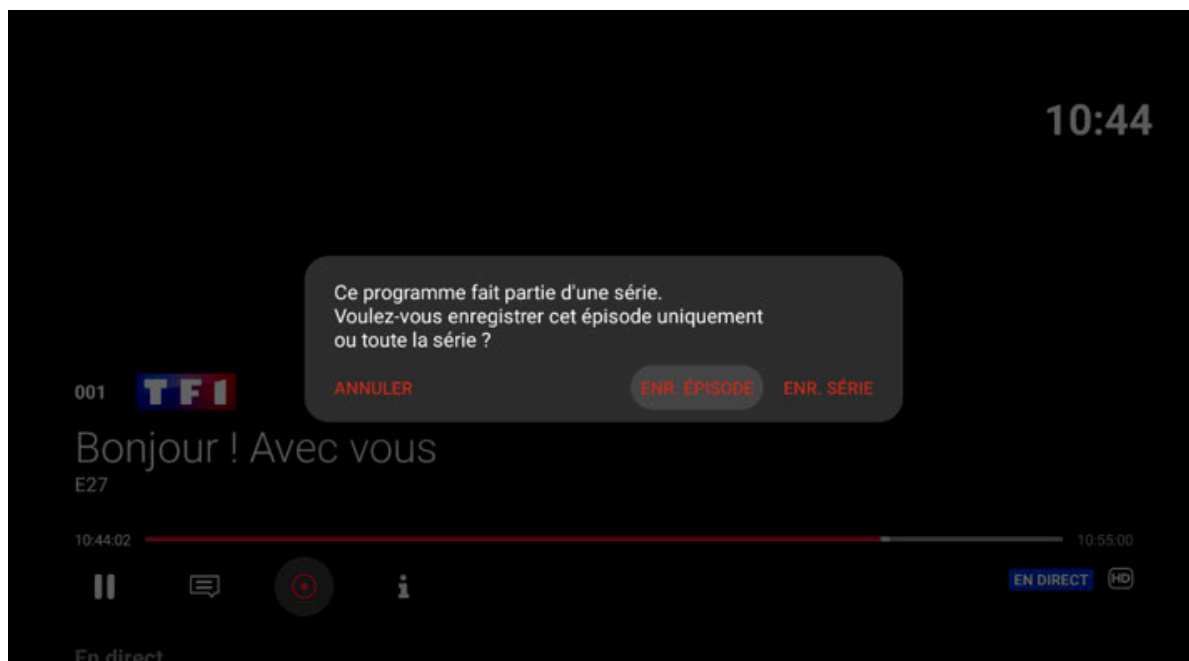 10:44
Ce programme fait partie d'une série.
Voulez-vous enregistrer cet épisode uniquement
ou toute la série ?
ANNULER
ENR. ÉPISODE
ENR. SÉRIE
001
TF1
Bonjour ! Avec vous
E27
10:44:02
10:55:00
EN DIRECT
HD
En direct